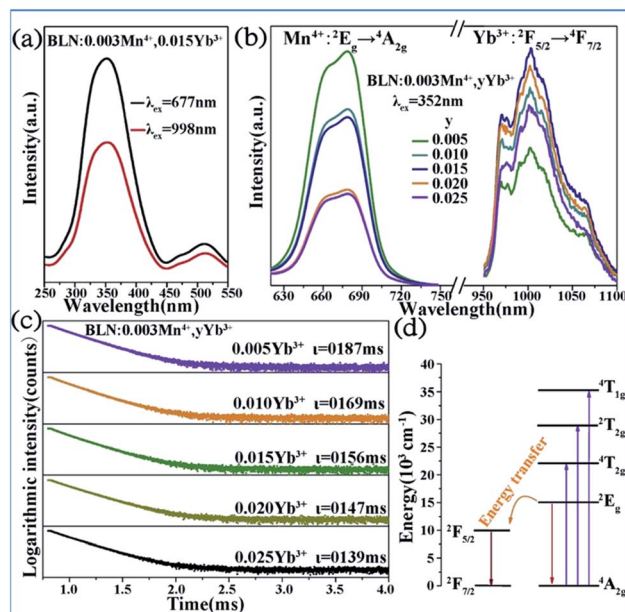 (a) BLN:0.003Mn⁴⁺,0.015Yb³⁺
λₑₓ=677nm
λₑₓ=998nm
Intensity(a.u.)
250 300 350 400 450 500 550
Wavelength(nm)
(b) Mn⁴⁺:²E_g→⁴A₂g Yb³⁺:²F₅/₂→⁴F₇/₂
BLN:0.003Mn⁴⁺,yYb³⁺
λₑₓ=352nm
y
0.005
0.010
0.015
0.020
0.025
Intensity(a.u.)
630 660 690 720 750 950 1000 1050 1100
Wavelength(nm)
(c) BLN:0.003Mn⁴⁺,yYb³⁺
0.005Yb³⁺ ι=0187ms
0.010Yb³⁺ ι=0169ms
0.015Yb³⁺ ι=0156ms
0.020Yb³⁺ ι=0147ms
0.025Yb³⁺ ι=0139ms
Logarithmic intensity(counts)
1.0 1.5 2.0 2.5 3.0 3.5 4.0
Time(ms)
(d)
Energy(10³ cm⁻¹)
40
35
30
25
20
15
10
5
0
⁴T₁g
²T₂g
⁴T₂g
²E_g
⁴A₂g
Energy transfer
²F₅/₂
²F₇/₂